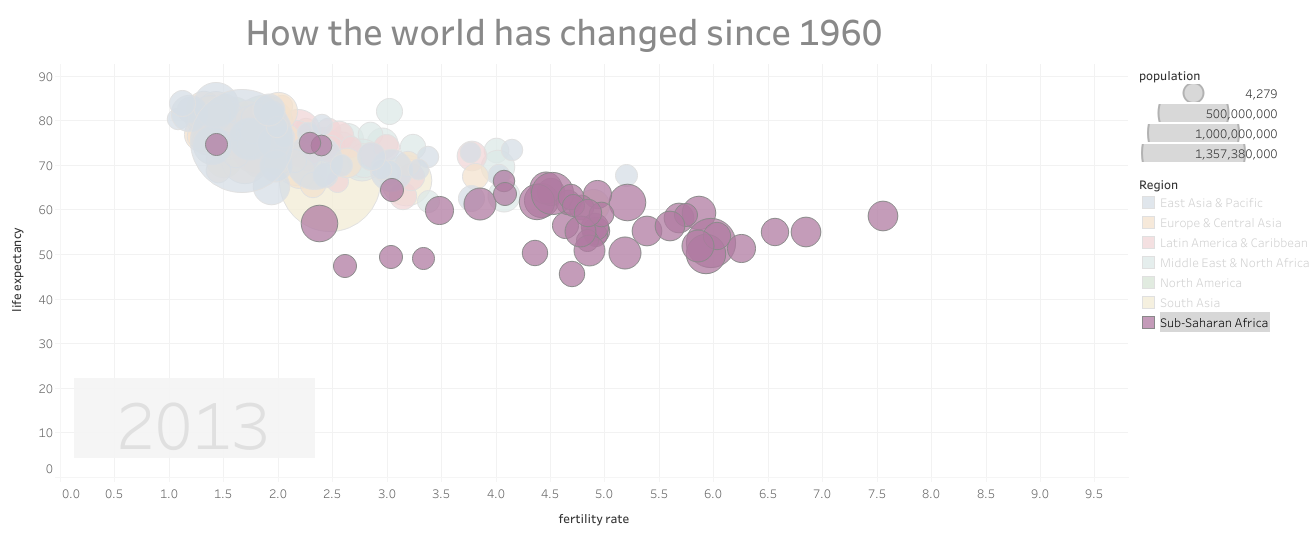 How the world has changed since 1960
population
4,279
500,000,000
1,000,000,000
1,357,380,000
Region
East Asia & Pacific
Europe & Central Asia
Latin America & Caribbean
Middle East & North Africa
North America
South Asia
Sub-Saharan Africa
life expectancy
90
80
70
60
50
40
30
20
10
0
2013
0.0 0.5 1.0 1.5 2.0 2.5 3.0 3.5 4.0 4.5 5.0 5.5 6.0 6.5 7.0 7.5 8.0 8.5 9.0 9.5
fertility rate